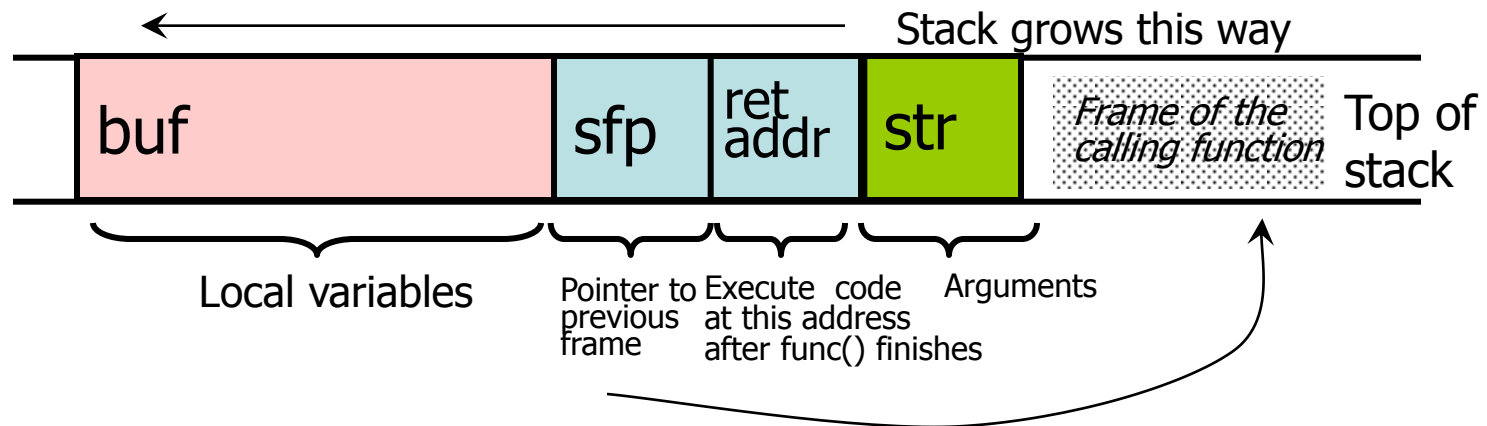 Stack grows this way
buf
sfp
ret
addr
str
Frame of the
calling function
Top of
stack
Local variables
Pointer to
previous
frame
Execute code
at this address
after func() finishes
Arguments